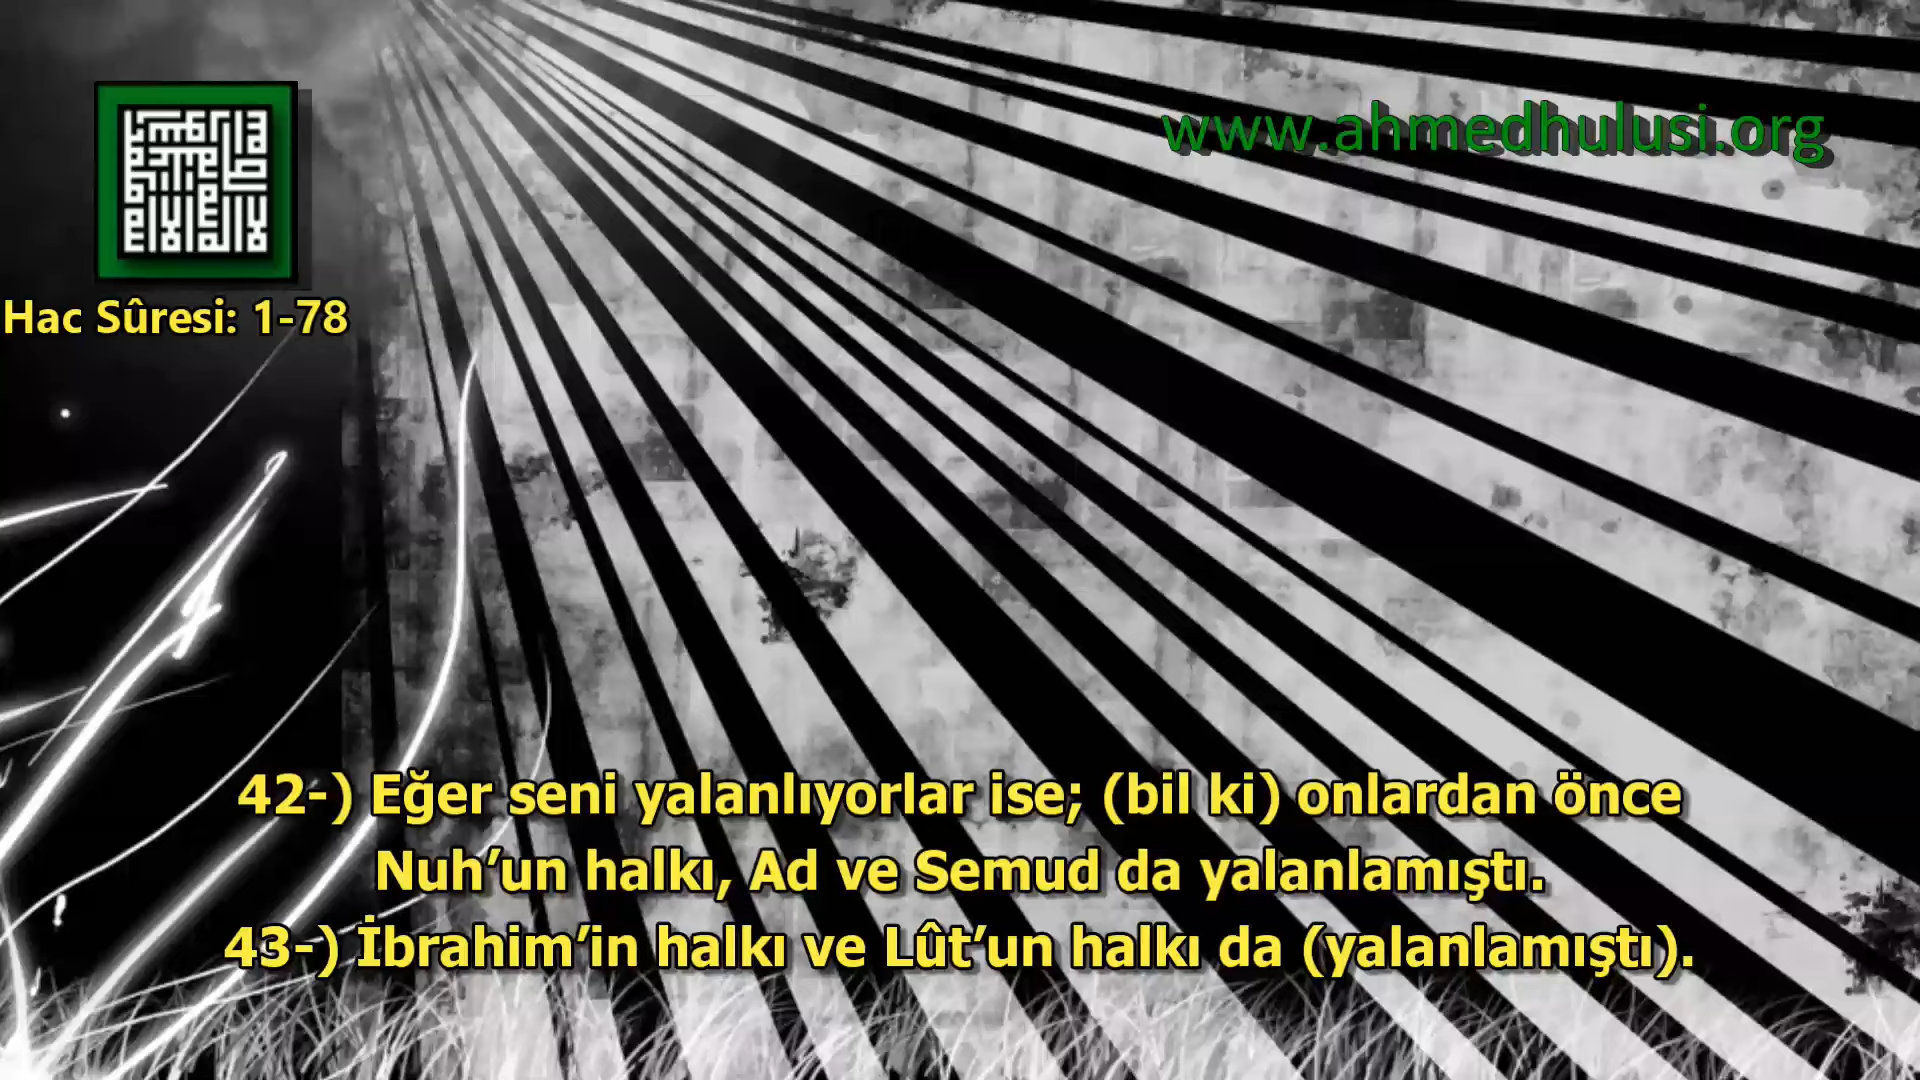 www.ahmedhulusi.org
Hac Sûresi: 1-78
42-) Eğer seni yalanlıyorlar ise; (bil ki) onlardan önce
Nuh’un halkı, Ad ve Semud da yalanlamıştı.
43-) İbrahim’in halkı ve Lût’un halkı da (yalanlamıştı).